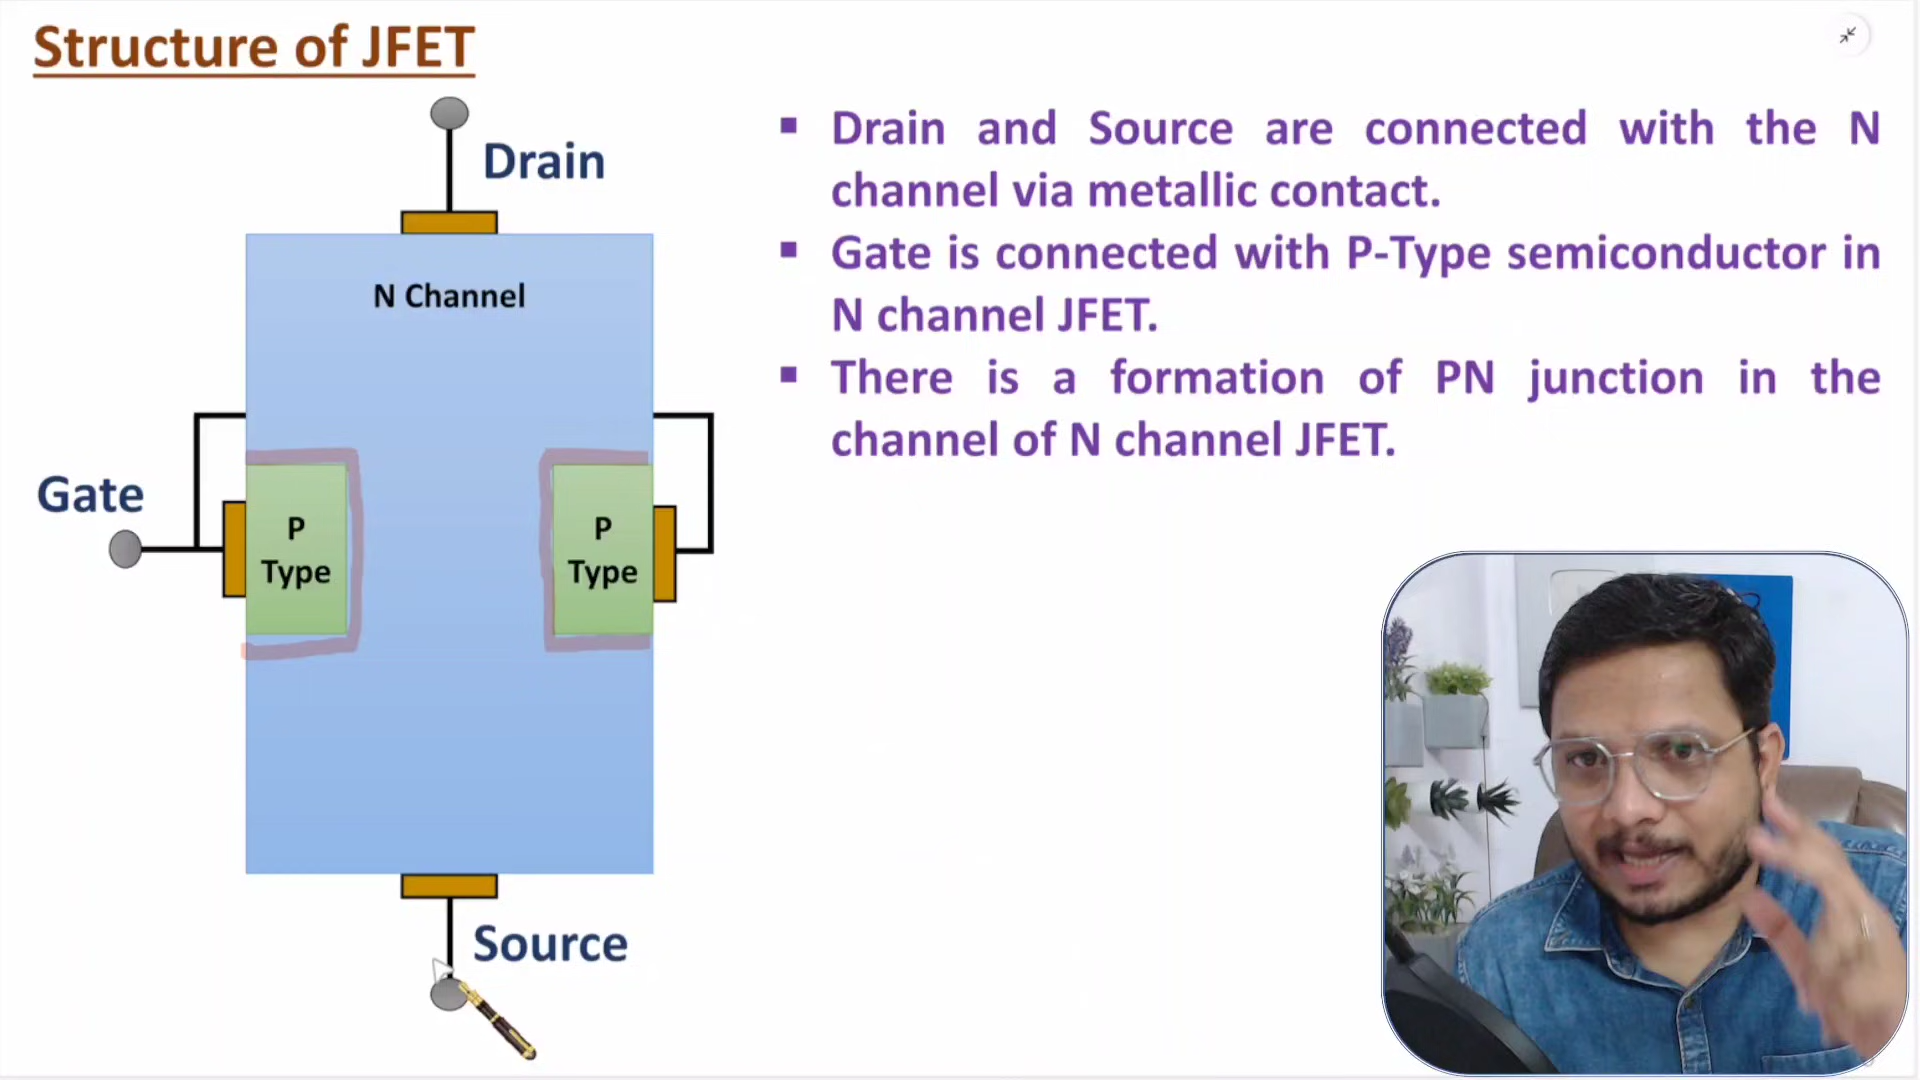 Structure of JFET
Drain
N Channel
Gate
P
Type
P
Type
Source
▪ Drain and Source are connected with the N
channel via metallic contact.
▪ Gate is connected with P-Type semiconductor in
N channel JFET.
▪ There is a formation of PN junction in the
channel of N channel JFET.